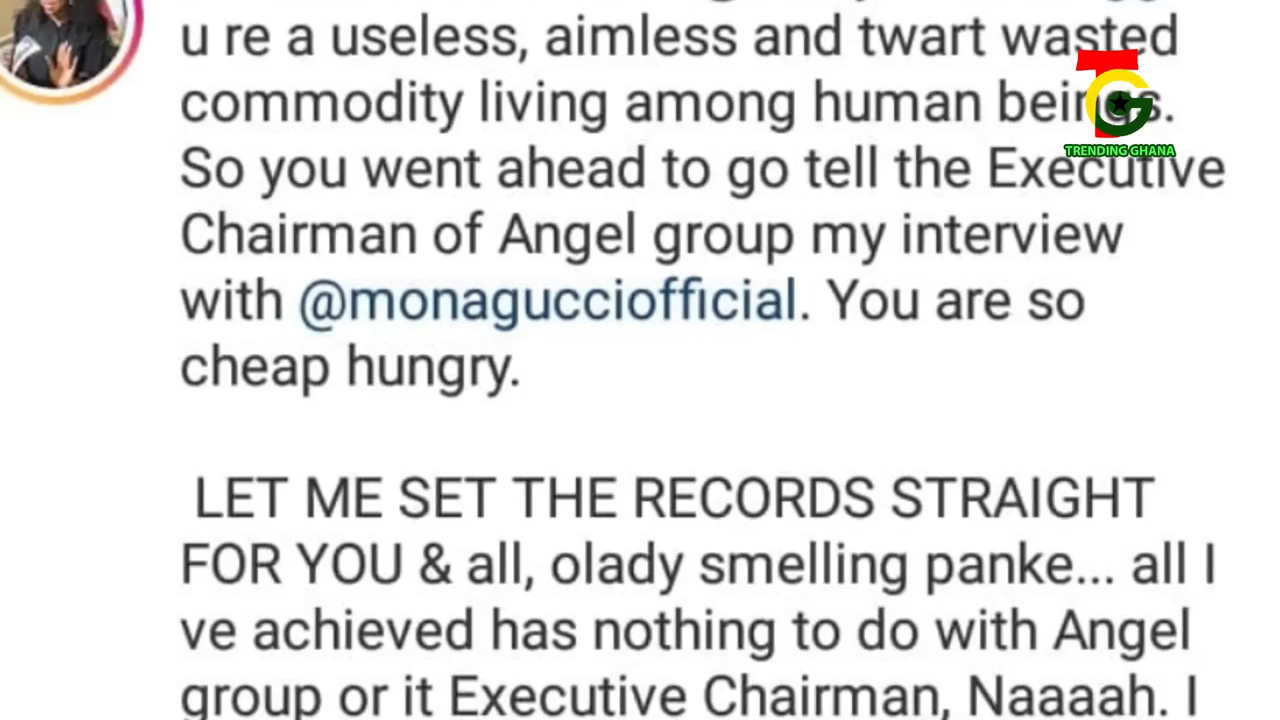 u re a useless, aimless and twart wasted
commodity living among human beings.
So you went ahead to go tell the Executive
Chairman of Angel group my interview
with @monagucciofficial. You are so
cheap hungry.
LET ME SET THE RECORDS STRAIGHT
FOR YOU & all, olady smelling panke... all I
ve achieved has nothing to do with Angel
group or it Executive Chairman, Naaaah. I
TG
TRENDING GHANA